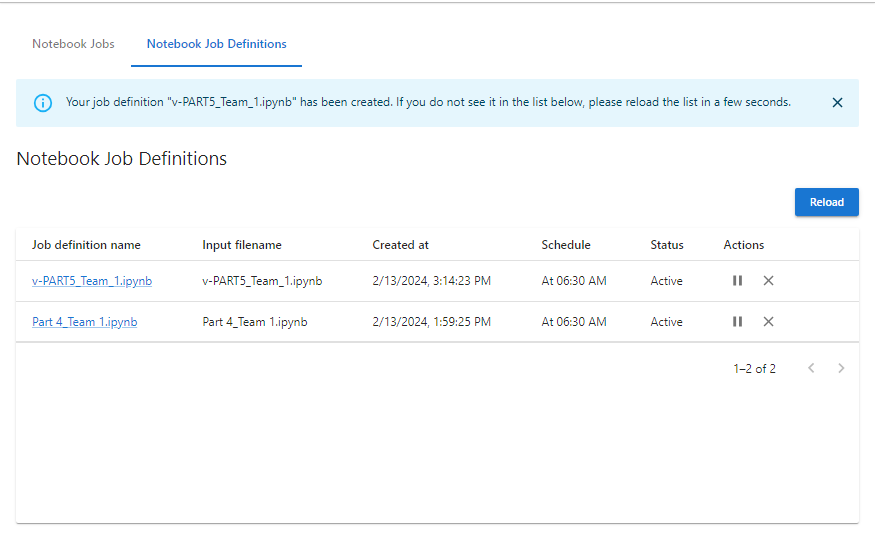 Notebook Jobs Notebook Job Definitions
Your job definition "v-PART5_Team_1.ipynb" has been created. If you do not see it in the list below, please reload the list in a few seconds.
Notebook Job Definitions
Reload
Job definition name Input filename Created at Schedule Status Actions
v-PART5_Team_1.ipynb v-PART5_Team_1.ipynb 2/13/2024, 3:14:23 PM At 06:30 AM Active
Part 4_Team 1.ipynb Part 4_Team 1.ipynb 2/13/2024, 1:59:25 PM At 06:30 AM Active
1–2 of 2